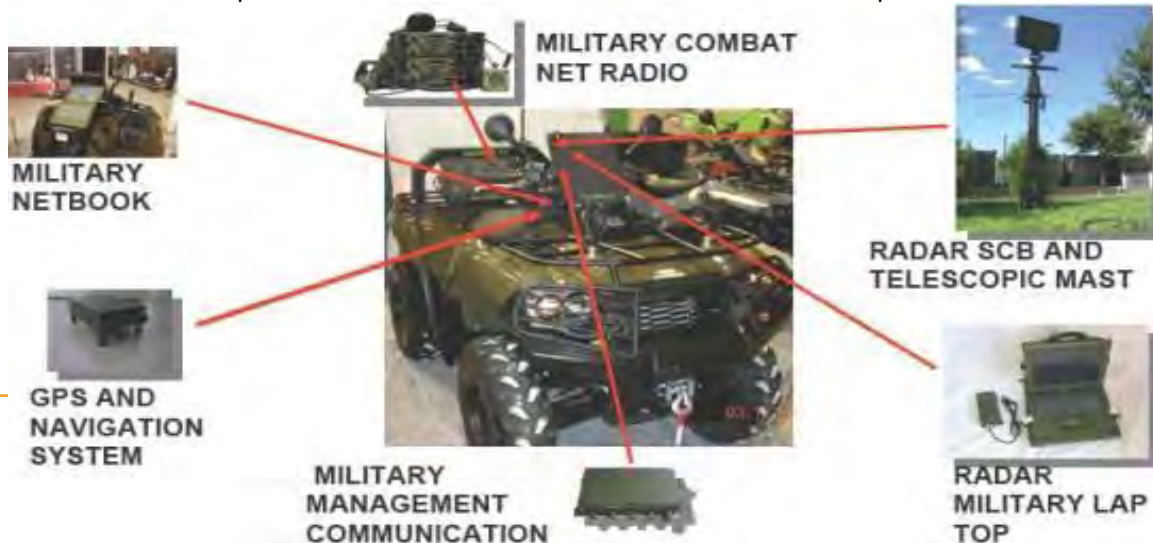 MILITARY COMBAT
NET RADIO
MILITARY
NETBOOK
RADAR SCB AND
TELESCOPIC MAST
GPS AND
NAVIGATION
SYSTEM
MILITARY
MANAGEMENT
COMMUNICATION
RADAR
MILITARY LAP
TOP